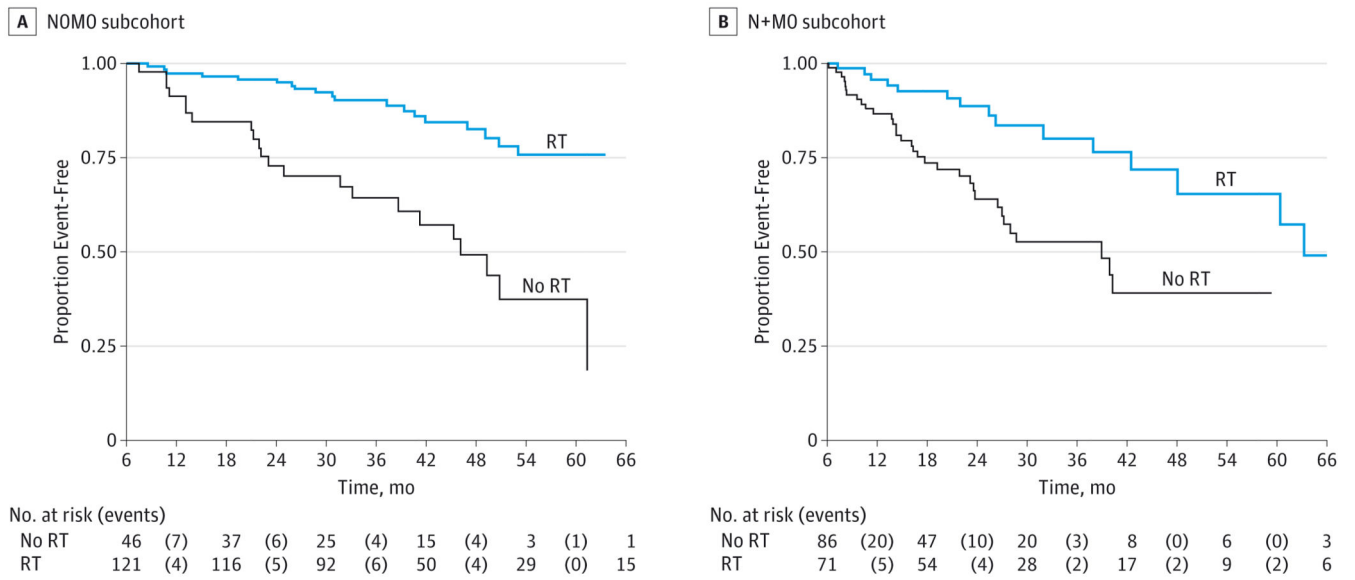 A N0M0 subcohort
1.00
0.75
0.50
0.25
0
Proportion Event-Free
RT
No RT
6 12 18 24 30 36 42 48 54 60 66
Time, mo
No. at risk (events)
No RT 46 (7) 37 (6) 25 (4) 15 (4) 3 (1) 1
RT 121 (4) 116 (5) 92 (6) 50 (4) 29 (0) 15
B N+M0 subcohort
1.00
0.75
0.50
0.25
0
Proportion Event-Free
RT
No RT
6 12 18 24 30 36 42 48 54 60 66
Time, mo
No. at risk (events)
No RT 86 (20) 47 (10) 20 (3) 8 (0) 6 (0) 3
RT 71 (5) 54 (4) 28 (2) 17 (2) 9 (2) 6